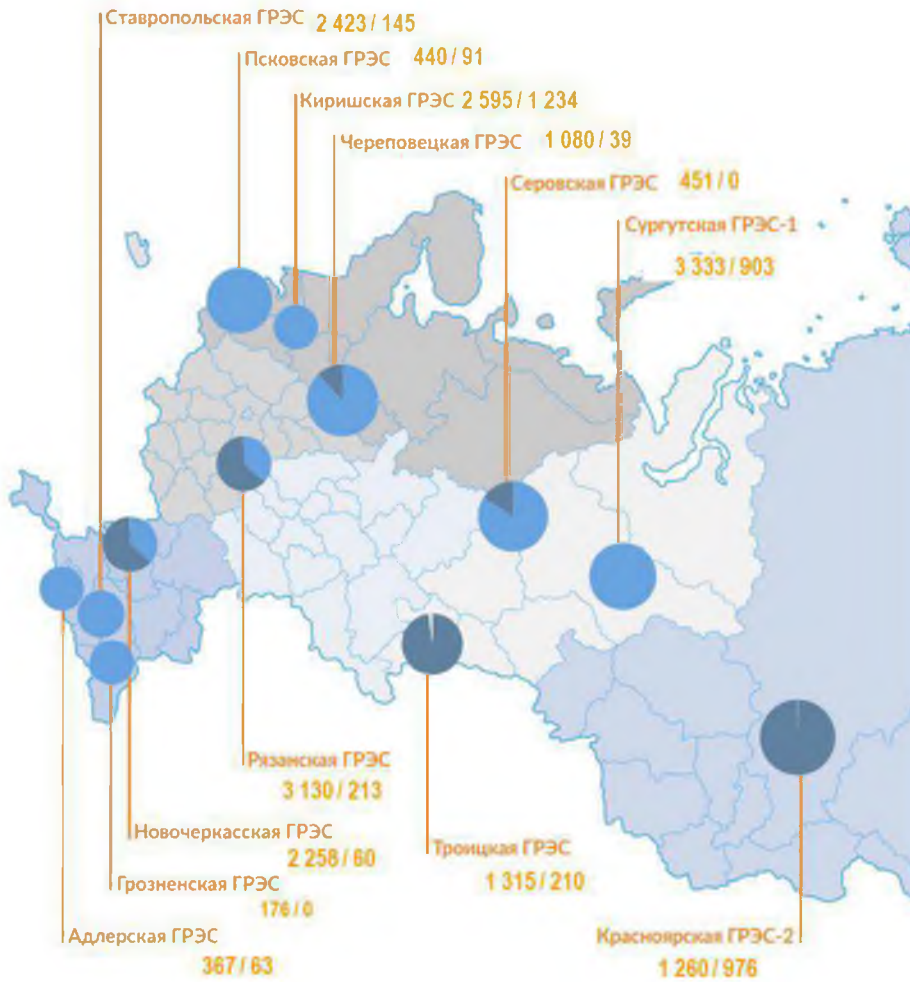 Ставропольская ГРЭС 2 423 / 145
Псковская ГРЭС 440 / 91
Киришская ГРЭС 2 595 / 1 234
Череповецкая ГРЭС 1 080 / 39
Серовская ГРЭС 451 / 0
Сургутская ГРЭС-1
3 333 / 903
Рязанская ГРЭС
3 130 / 213
Новочеркасская ГРЭС
2 258 / 60
Троицкая ГРЭС
1 315 / 210
Грозненская ГРЭС
176 / 0
Адлерская ГРЭС
367 / 63
Красноярская ГРЭС-2
1 260 / 976